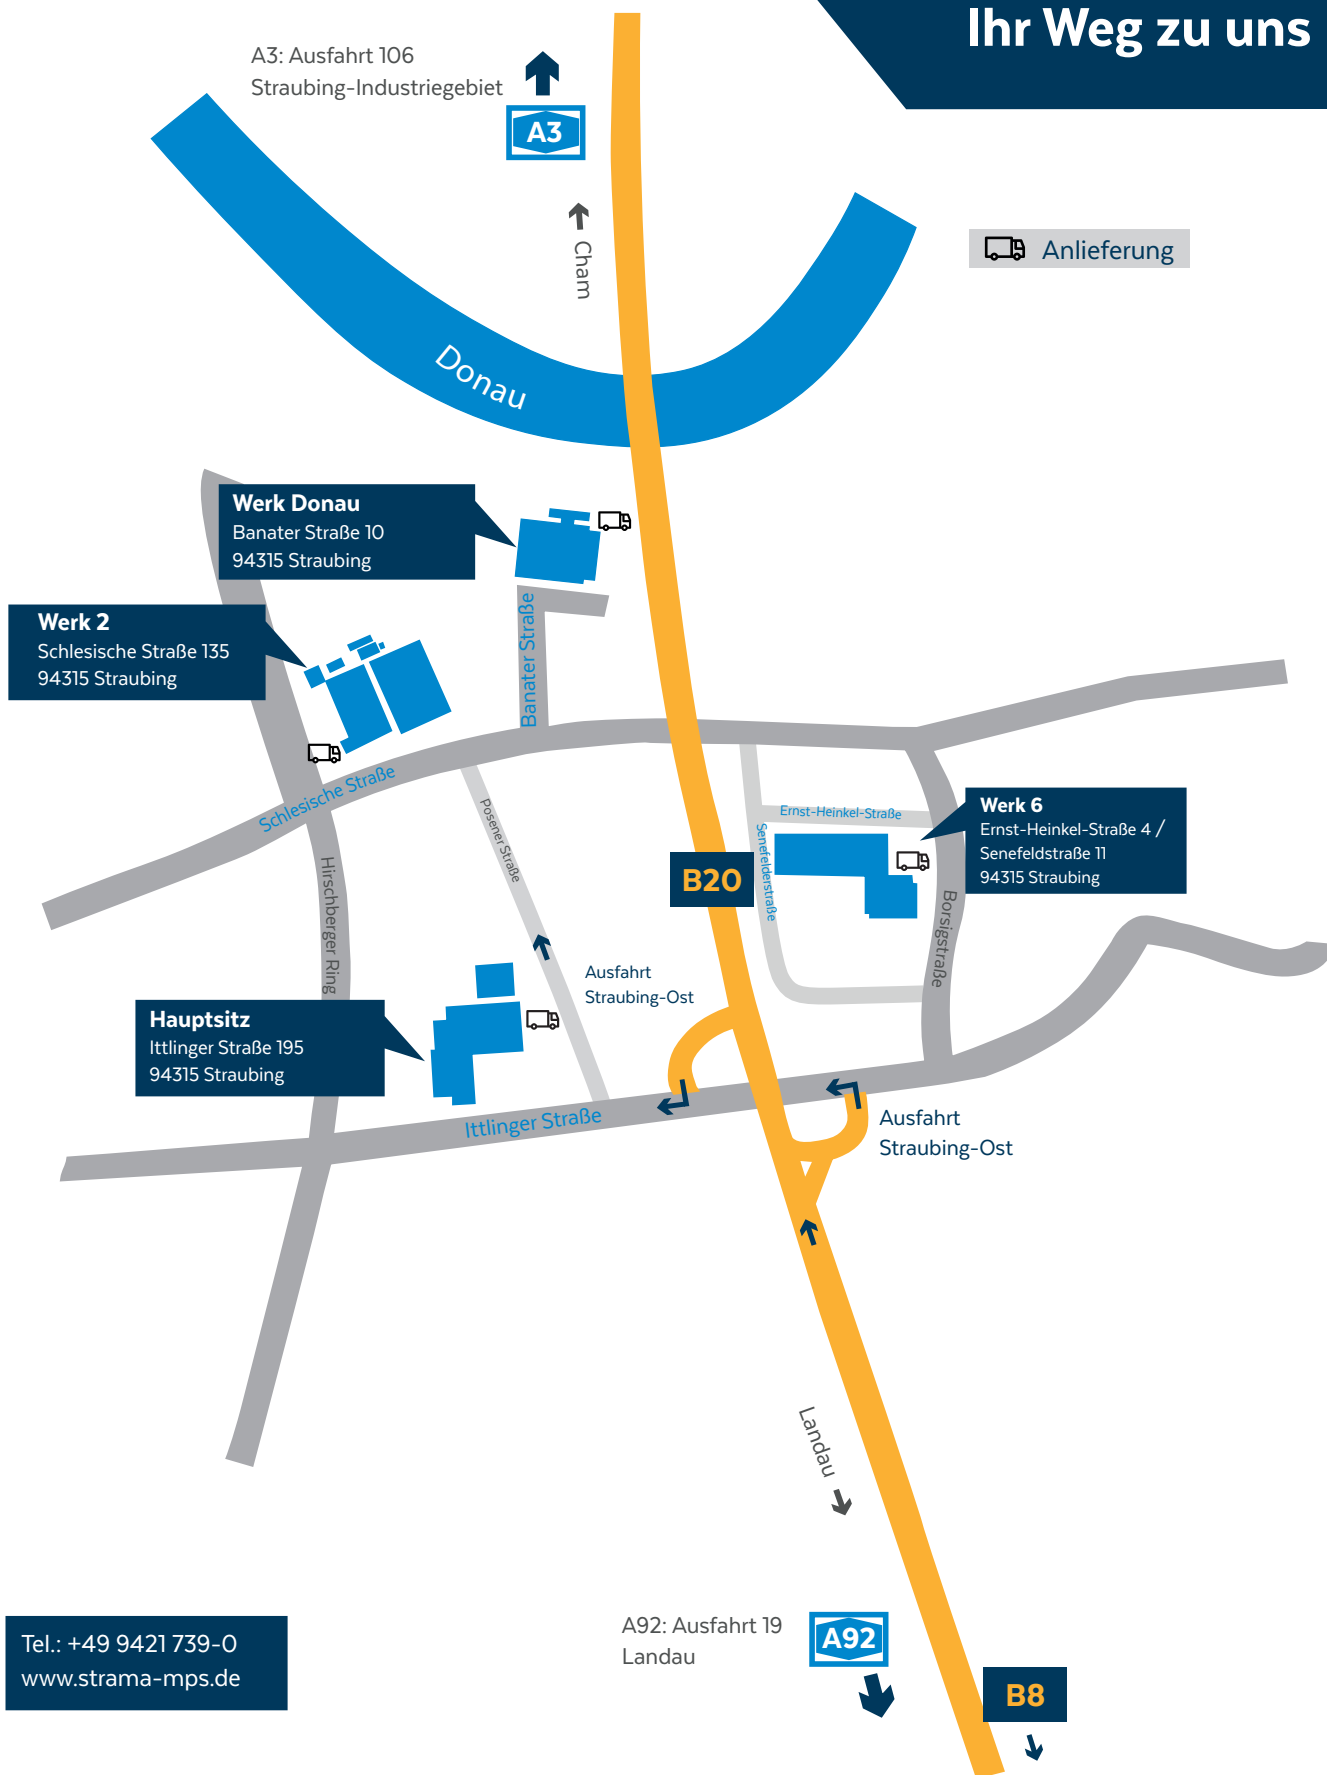 Ihr Weg zu uns
A3: Ausfahrt 106
Straubing-Industriegebiet
A3
Cham
Anlieferung
Donau
Werk Donau
Banater Straße 10
94315 Straubing
Werk 2
Schlesische Straße 135
94315 Straubing
Banater Straße
Schlesische Straße
Posener Straße
Ernst-Heinkel-Straße
Senefelderstraße
Werk 6
Ernst-Heinkel-Straße 4 /
Senefeldstraße 11
94315 Straubing
B20
Hirschberger Ring
Borsigstraße
Ausfahrt
Straubing-Ost
Hauptsitz
Ittlinger Straße 195
94315 Straubing
Ittlinger Straße
Ausfahrt
Straubing-Ost
Landau
A92: Ausfahrt 19
Landau
A92
Tel.: +49 9421 739-0
www.strama-mps.de
B8